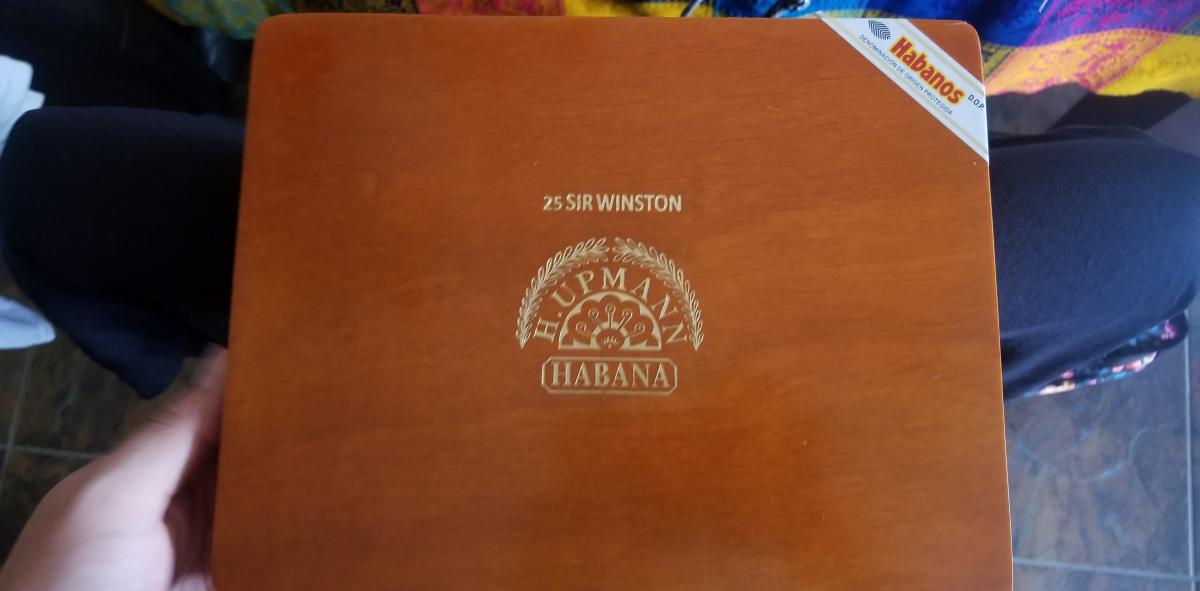 Habanos
DENOMINACIÓN DE ORIGEN PROTEGIDA
D.O.P.
25 SIR WINSTON
H. UPMANN
HABANA